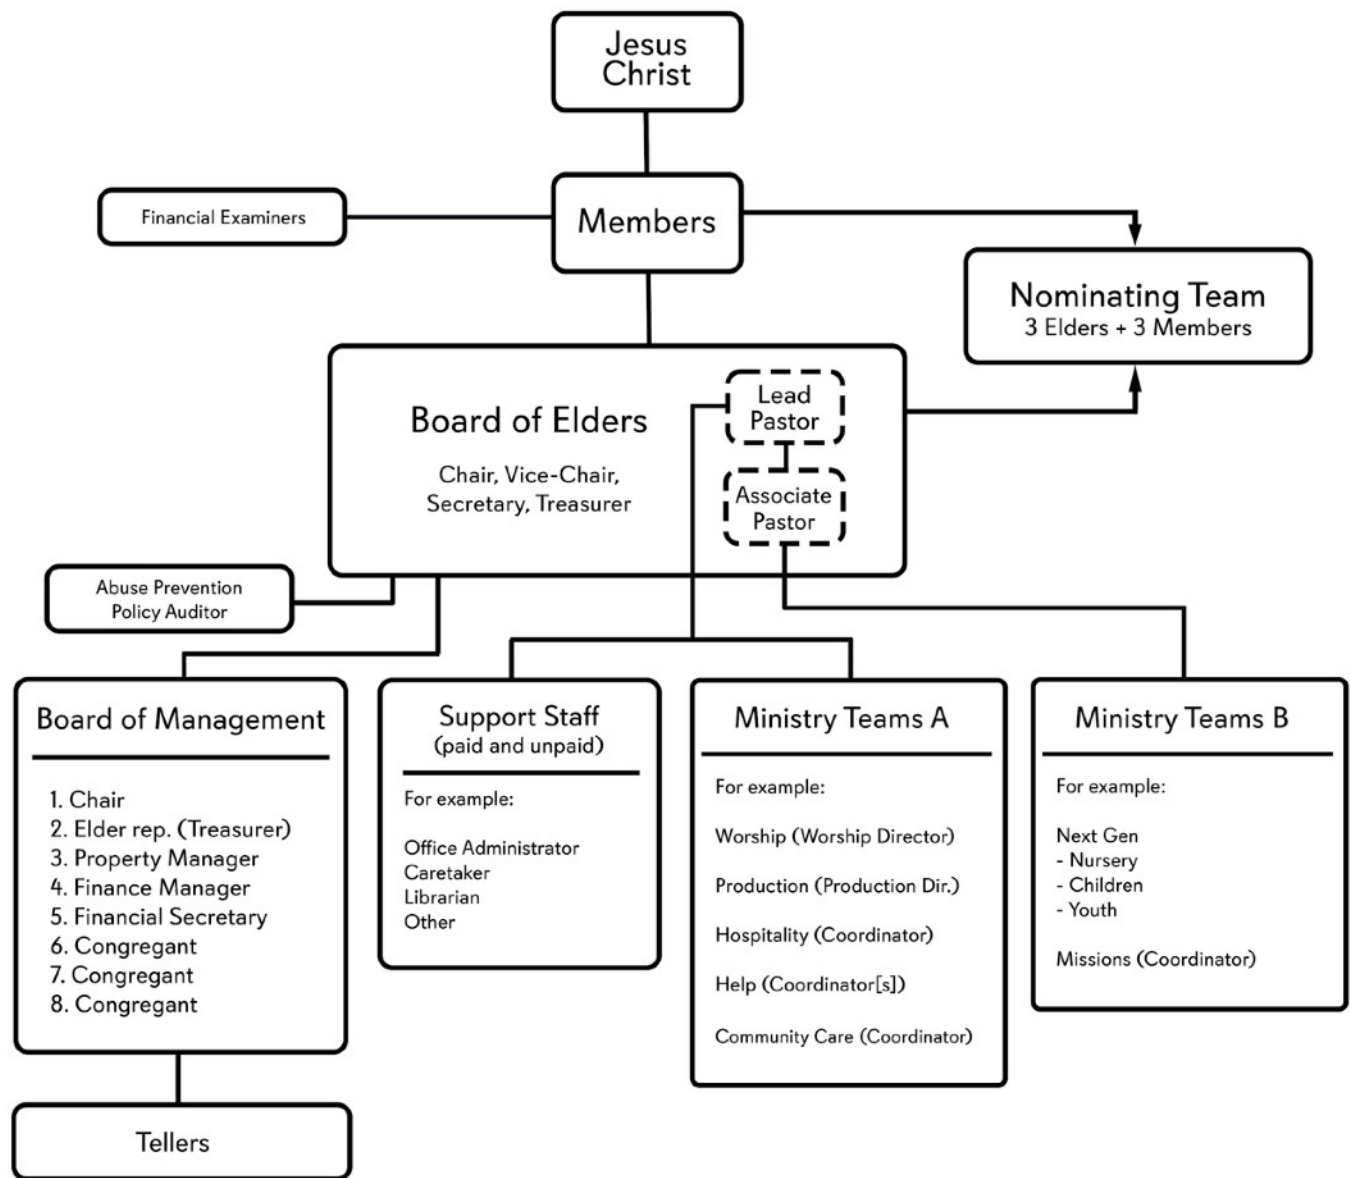 Jesus
Christ
Financial Examiners
Members
Nominating Team
3 Elders + 3 Members
Board of Elders
Chair, Vice-Chair,
Secretary, Treasurer
Lead
Pastor
Associate
Pastor
Abuse Prevention
Policy Auditor
Board of Management
1. Chair
2. Elder rep. (Treasurer)
3. Property Manager
4. Finance Manager
5. Financial Secretary
6. Congregant
7. Congregant
8. Congregant
Support Staff
(paid and unpaid)
For example:
Office Administrator
Caretaker
Librarian
Other
Ministry Teams A
For example:
Worship (Worship Director)
Production (Production Dir.)
Hospitality (Coordinator)
Help (Coordinator[s])
Community Care (Coordinator)
Ministry Teams B
For example:
Next Gen
- Nursery
- Children
- Youth
Missions (Coordinator)
Tellers